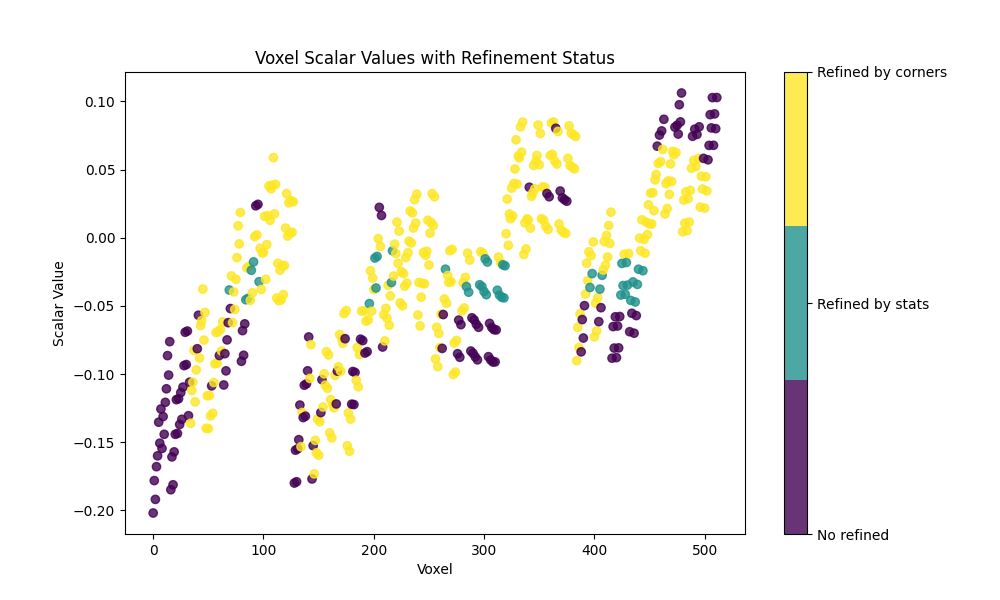 Voxel Scalar Values with Refinement Status
Scalar Value
0.10
0.05
0.00
−0.05
−0.10
−0.15
−0.20
0
100
200
300
400
500
Voxel
Refined by corners
Refined by stats
No refined